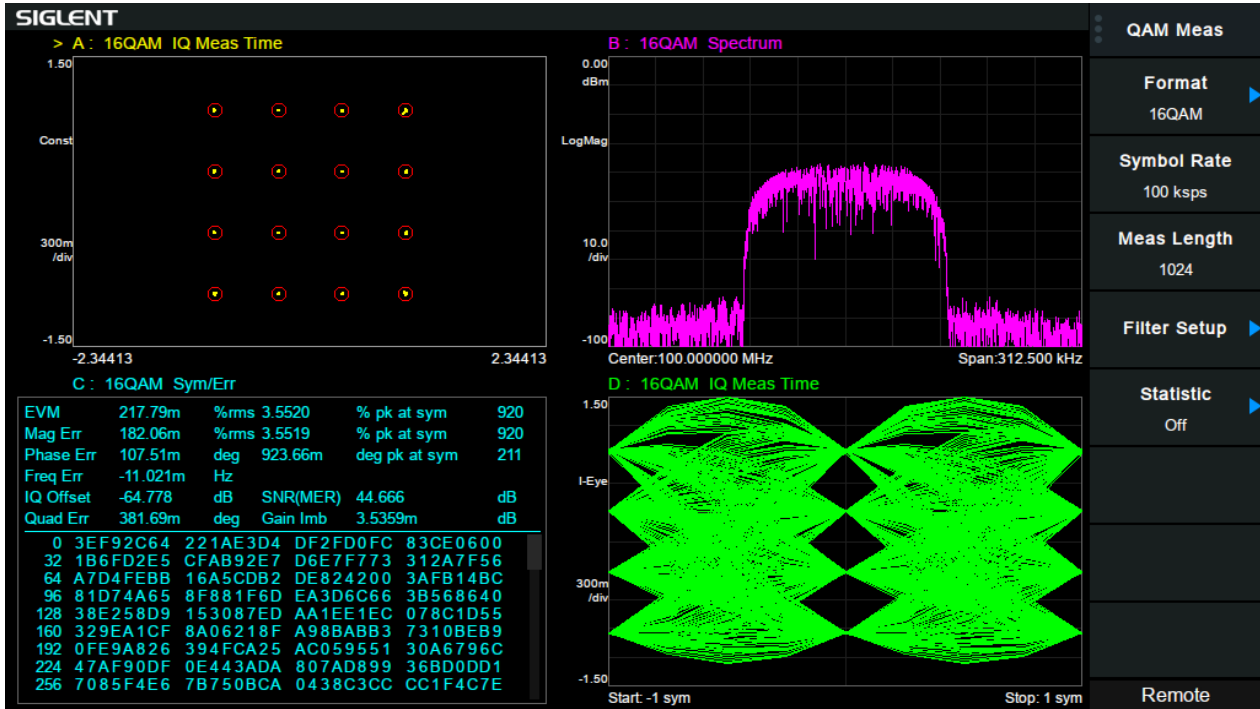 SIGLENT
> A : 16QAM IQ Meas Time
1.50
Const
300m
/div
-1.50
-2.34413 2.34413
B : 16QAM Spectrum
0.00
dBm
LogMag
10.0
/div
-100
Center:100.000000 MHz Span:312.500 kHz
C : 16QAM Sym/Err
EVM 217.79m %rms 3.5520 % pk at sym 920
Mag Err 182.06m %rms 3.5519 % pk at sym 920
Phase Err 107.51m deg 923.66m deg pk at sym 211
Freq Err -11.021m Hz
IQ Offset -64.778 dB SNR(MER) 44.666 dB
Quad Err 381.69m deg Gain Imb 3.5359m dB
0 3EF92C64 221AE3D4 DF2FD0FC 83CE0600
32 1B6FD2E5 CFAB92E7 D6E7F773 312A7F56
64 A7D4FEBB 16A5CDB2 DE824200 3AFB14BC
96 81D74A65 8F881F6D EA3D6C66 3B568640
128 38E258D9 153087ED AA1EE1EC 078C1D55
160 329EA1CF 8A06218F A98BABB3 7310BEB9
192 0FE9A826 394FCA25 AC059551 30A6796C
224 47AF90DF 0E443ADA 807AD899 36BD0DD1
256 7085F4E6 7B750BCA 0438C3CC CC1F4C7E
D : 16QAM IQ Meas Time
1.50
I-Eye
300m
/div
-1.50
Start: -1 sym Stop: 1 sym
QAM Meas
Format
16QAM
Symbol Rate
100 ksps
Meas Length
1024
Filter Setup
Statistic
Off
Remote